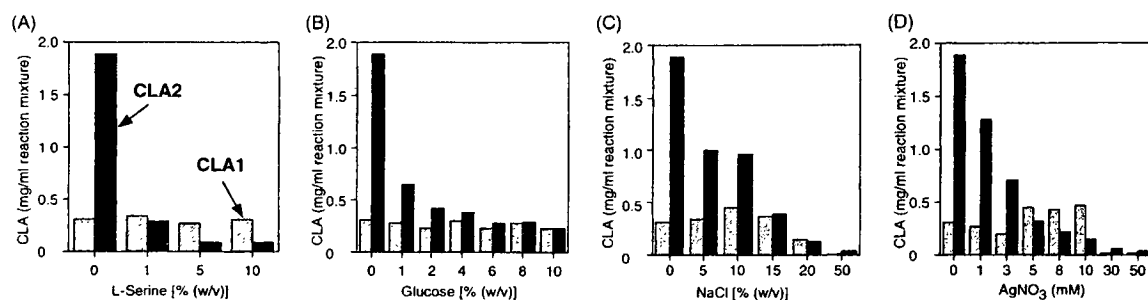 (A)
CLA (mg/ml reaction mixture)
2.0
1.5
1.0
0.5
0
CLA2
CLA1
0 1 5 10
L-Serine [% (w/v)]
(B)
CLA (mg/ml reaction mixture)
2.0
1.5
1.0
0.5
0
0 1 2 4 6 8 10
Glucose [% (w/v)]
(C)
CLA (mg/ml reaction mixture)
2.0
1.5
1.0
0.5
0
0 5 10 15 20 50
NaCl [% (w/v)]
(D)
CLA (mg/ml reaction mixture)
2.0
1.5
1.0
0.5
0
0 1 3 5 8 10 30 50
AgNO₃ (mM)